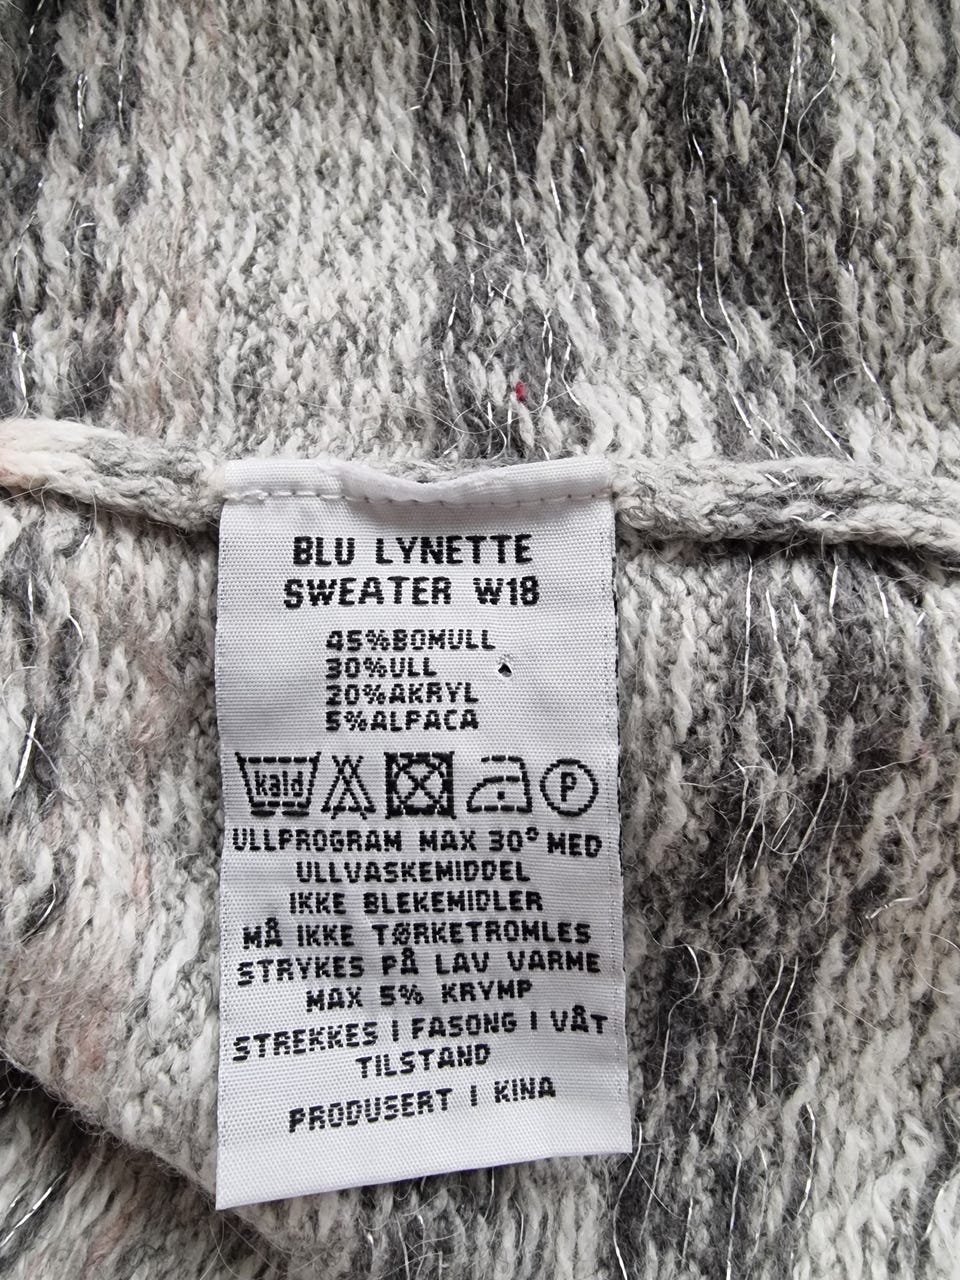 BLU LYNETTE
SWEATER W18
45%BOMULL
30%ULL
20%AKRYL
5%ALPACA
kald P
ULLPROGRAM MAX 30° MED
ULLVASKEMIDDEL
IKKE BLEKEMIDLER
MÅ IKKE TØRKETROMLES
STRYKES PÅ LAV VARME
MAX 5% KRYMP
STREKKES I FASONG I VÅT
TILSTAND
PRODUSERT I KINA